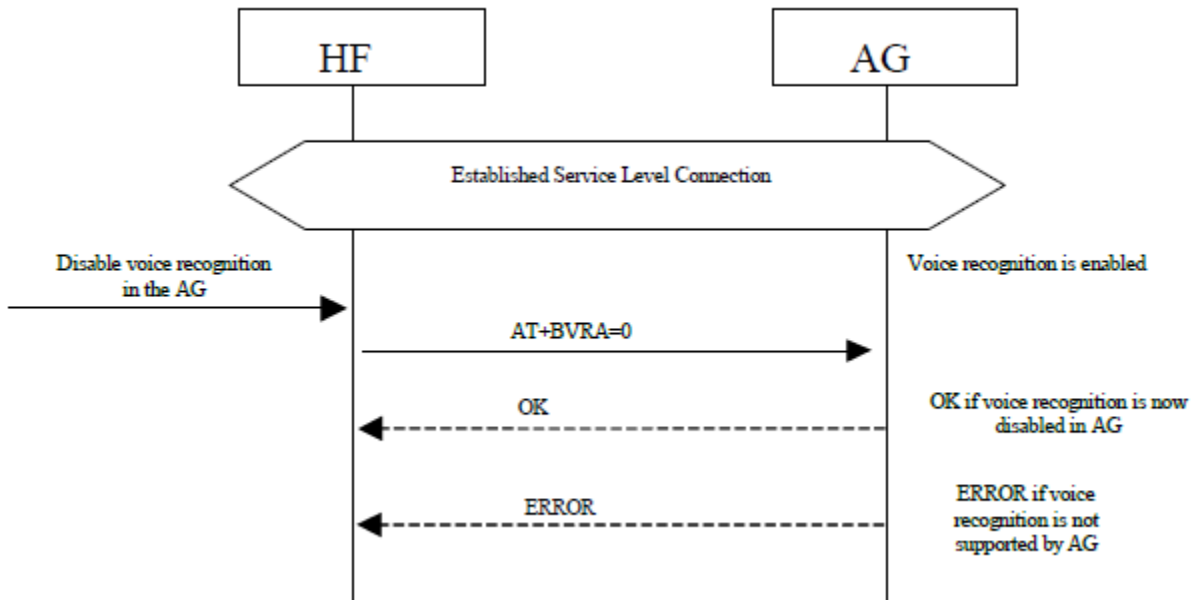 HF
AG
Established Service Level Connection
Disable voice recognition
in the AG
Voice recognition is enabled
AT+BVRA=0
OK
OK if voice recognition is now
disabled in AG
ERROR
ERROR if voice
recognition is not
supported by AG